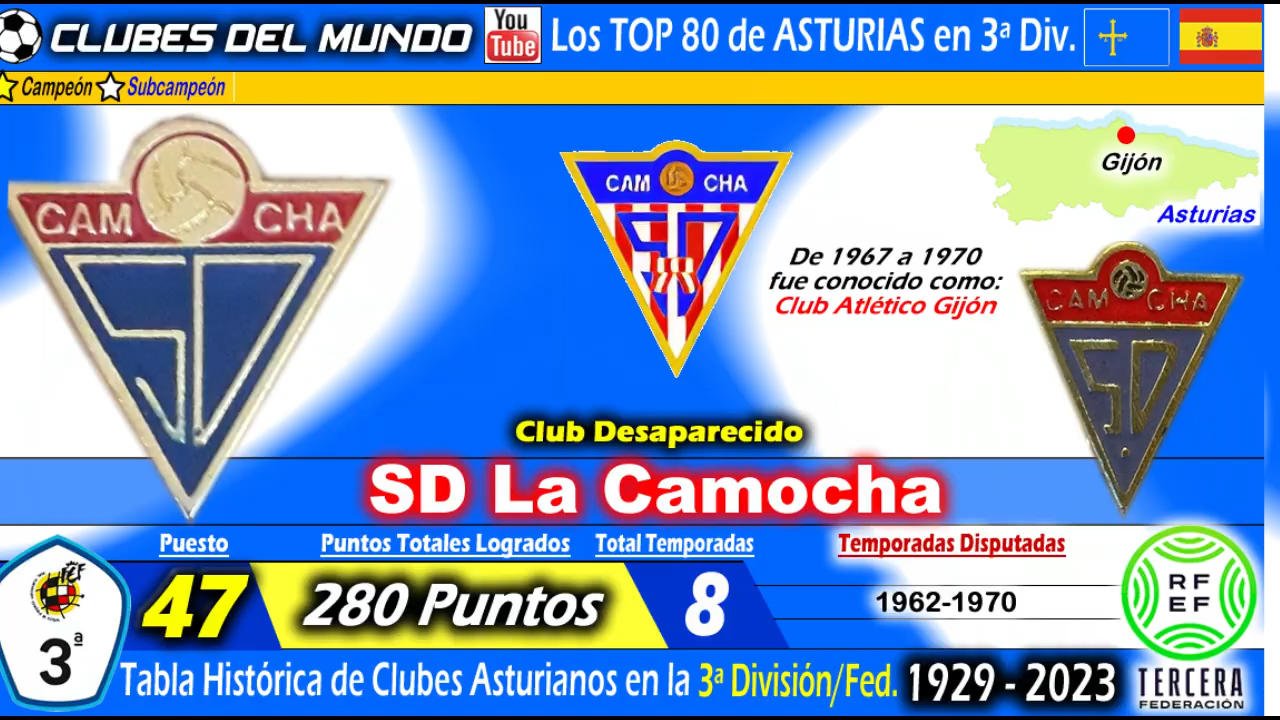 CLUBES DEL MUNDO
You
Tube
Los TOP 80 de ASTURIAS en 3ª Div.
Campeón Subcampeón
Gijón
Asturias
CAM CHA
SD
CAM CHA
SD
De 1967 a 1970
fue conocido como:
Club Atlético Gijón
CAM CHA
SD
Club Desaparecido
SD La Camocha
Puesto Puntos Totales Logrados Total Temporadas Temporadas Disputadas
47 280 Puntos 8 1962-1970
3ª
RF
EF
TERCERA
FEDERACIÓN
Tabla Histórica de Clubes Asturianos en la 3ª División/Fed. 1929 - 2023